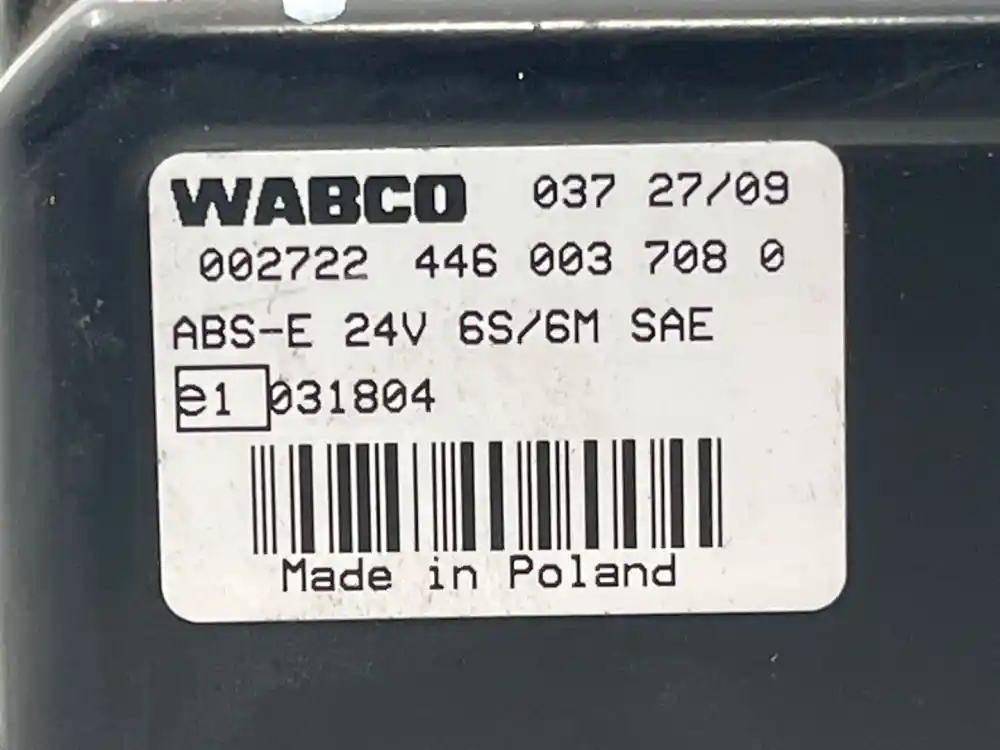 WABCO 037 27/09
002722 446 003 708 0
ABS-E 24V 6S/6M SAE
e1 031804
Made in Poland